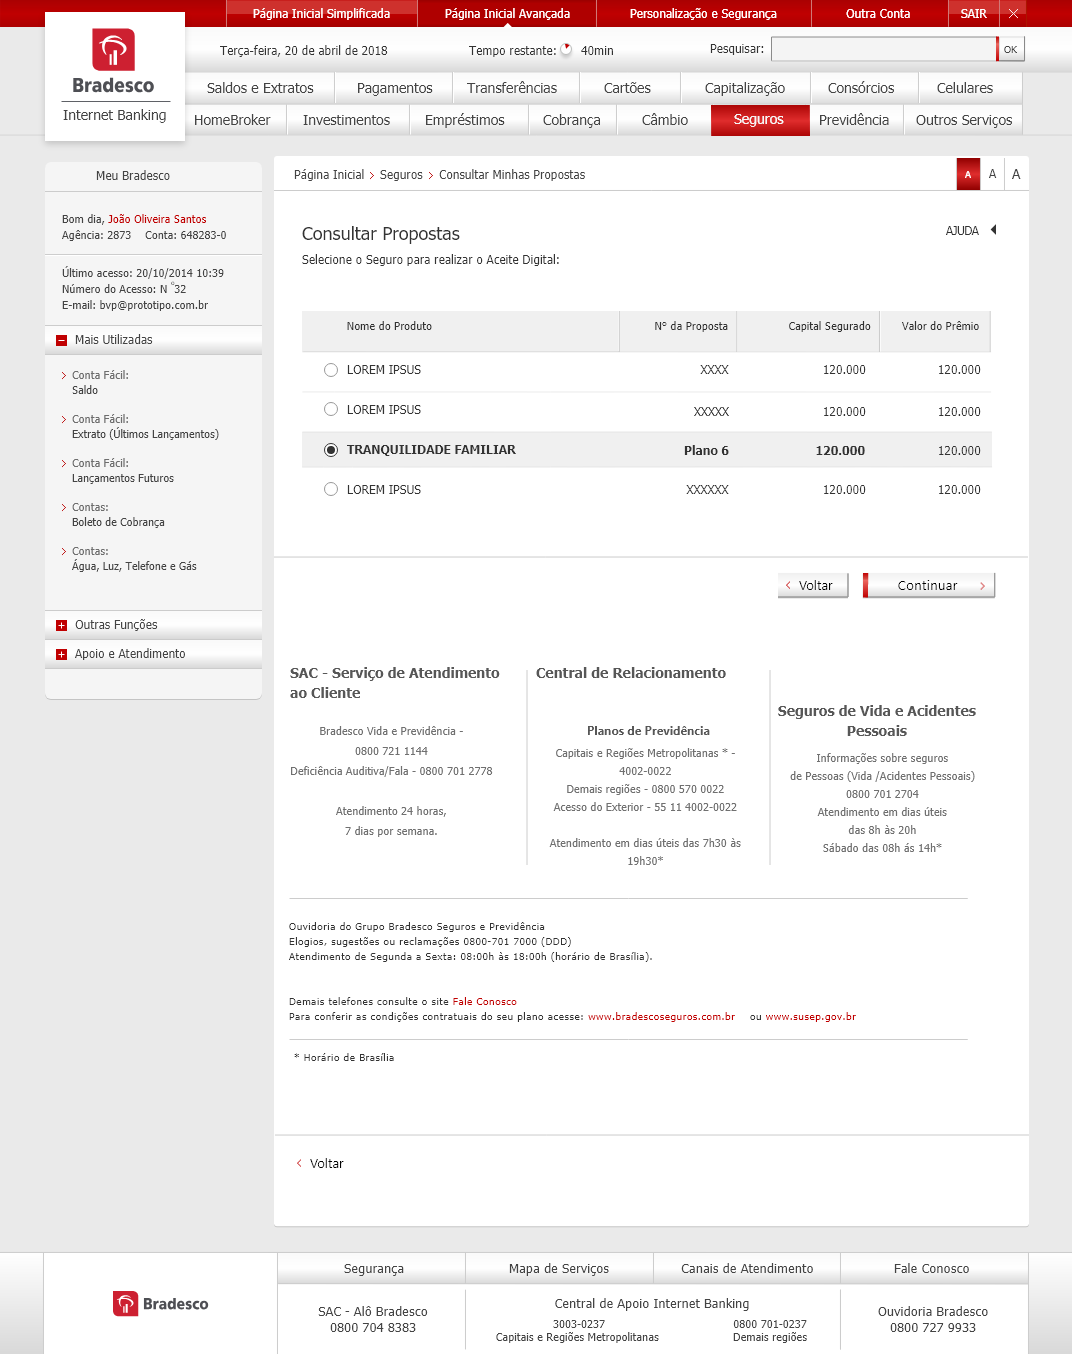 Página Inicial Simplificada
Página Inicial Avançada
Personalização e Segurança
Outra Conta
SAIR
Bradesco
Internet Banking
Terça-feira, 20 de abril de 2018
Tempo restante: 40min
Pesquisar:
OK
Saldos e Extratos
Pagamentos
Transferências
Cartões
Capitalização
Consórcios
Celulares
HomeBroker
Investimentos
Empréstimos
Cobrança
Câmbio
Seguros
Previdência
Outros Serviços
Meu Bradesco
Bom dia, João Oliveira Santos
Agência: 2873 Conta: 648283-0
Último acesso: 20/10/2014 10:39
Número do Acesso: N °32
E-mail: bvp@prototipo.com.br
Mais Utilizadas
Conta Fácil:
Saldo
Conta Fácil:
Extrato (Últimos Lançamentos)
Conta Fácil:
Lançamentos Futuros
Contas:
Boleto de Cobrança
Contas:
Água, Luz, Telefone e Gás
Outras Funções
Apoio e Atendimento
Página Inicial > Seguros > Consultar Minhas Propostas
A A A
Consultar Propostas
AJUDA
Selecione o Seguro para realizar o Aceite Digital:
Nome do Produto Nº da Proposta Capital Segurado Valor do Prêmio
LOREM IPSUS XXXX 120.000 120.000
LOREM IPSUS XXXXX 120.000 120.000
TRANQUILIDADE FAMILIAR Plano 6 120.000 120.000
LOREM IPSUS XXXXXX 120.000 120.000
Voltar
Continuar
SAC - Serviço de Atendimento
ao Cliente
Bradesco Vida e Previdência -
0800 721 1144
Deficiência Auditiva/Fala - 0800 701 2778
Atendimento 24 horas,
7 dias por semana.
Central de Relacionamento
Planos de Previdência
Capitais e Regiões Metropolitanas * -
4002-0022
Demais regiões - 0800 570 0022
Acesso do Exterior - 55 11 4002-0022
Atendimento em dias úteis das 7h30 às
19h30*
Seguros de Vida e Acidentes
Pessoais
Informações sobre seguros
de Pessoas (Vida /Acidentes Pessoais)
0800 701 2704
Atendimento em dias úteis
das 8h às 20h
Sábado das 08h ás 14h*
Ouvidoria do Grupo Bradesco Seguros e Previdência
Elogios, sugestões ou reclamações 0800-701 7000 (DDD)
Atendimento de Segunda a Sexta: 08:00h às 18:00h (horário de Brasília).
Demais telefones consulte o site Fale Conosco
Para conferir as condições contratuais do seu plano acesse: www.bradescoseguros.com.br ou www.susep.gov.br
* Horário de Brasília
Voltar
Bradesco
Segurança
Mapa de Serviços
Canais de Atendimento
Fale Conosco
SAC - Alô Bradesco
0800 704 8383
Central de Apoio Internet Banking
3003-0237
Capitais e Regiões Metropolitanas
0800 701-0237
Demais regiões
Ouvidoria Bradesco
0800 727 9933